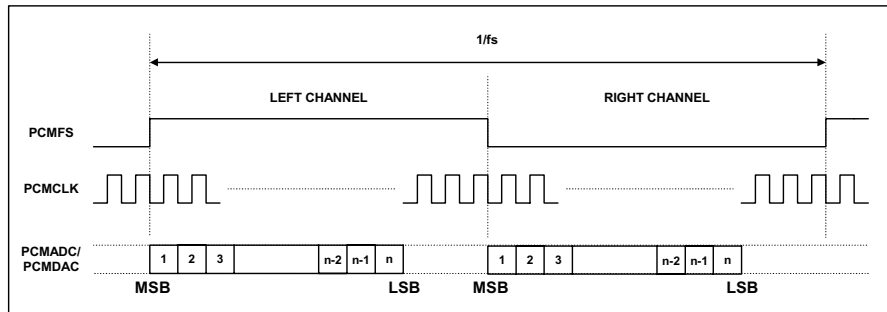 1/fs
LEFT CHANNEL RIGHT CHANNEL
PCMFS
PCMCLK
PCMADC/
PCMDAC
1 2 3 n-2 n-1 n 1 2 3 n-2 n-1 n
MSB LSB MSB LSB